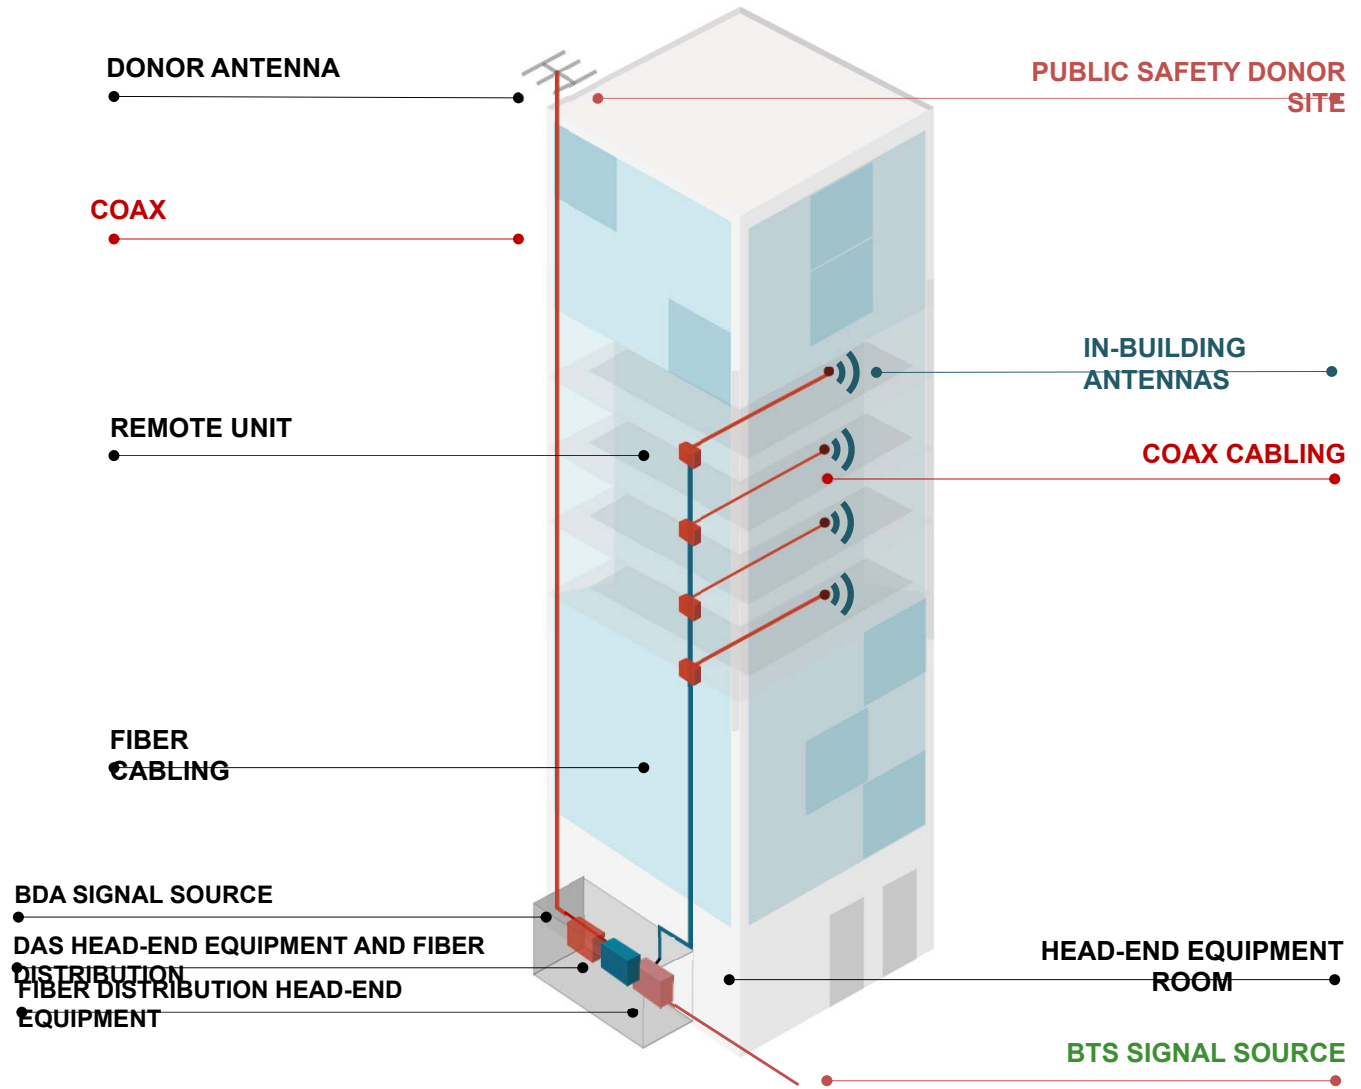 DONOR ANTENNA
PUBLIC SAFETY DONOR
SITE
COAX
IN-BUILDING
ANTENNAS
REMOTE UNIT
COAX CABLING
FIBER
CABLING
BDA SIGNAL SOURCE
DAS HEAD-END EQUIPMENT AND FIBER
DISTRIBUTION
FIBER DISTRIBUTION HEAD-END
EQUIPMENT
HEAD-END EQUIPMENT
ROOM
BTS SIGNAL SOURCE